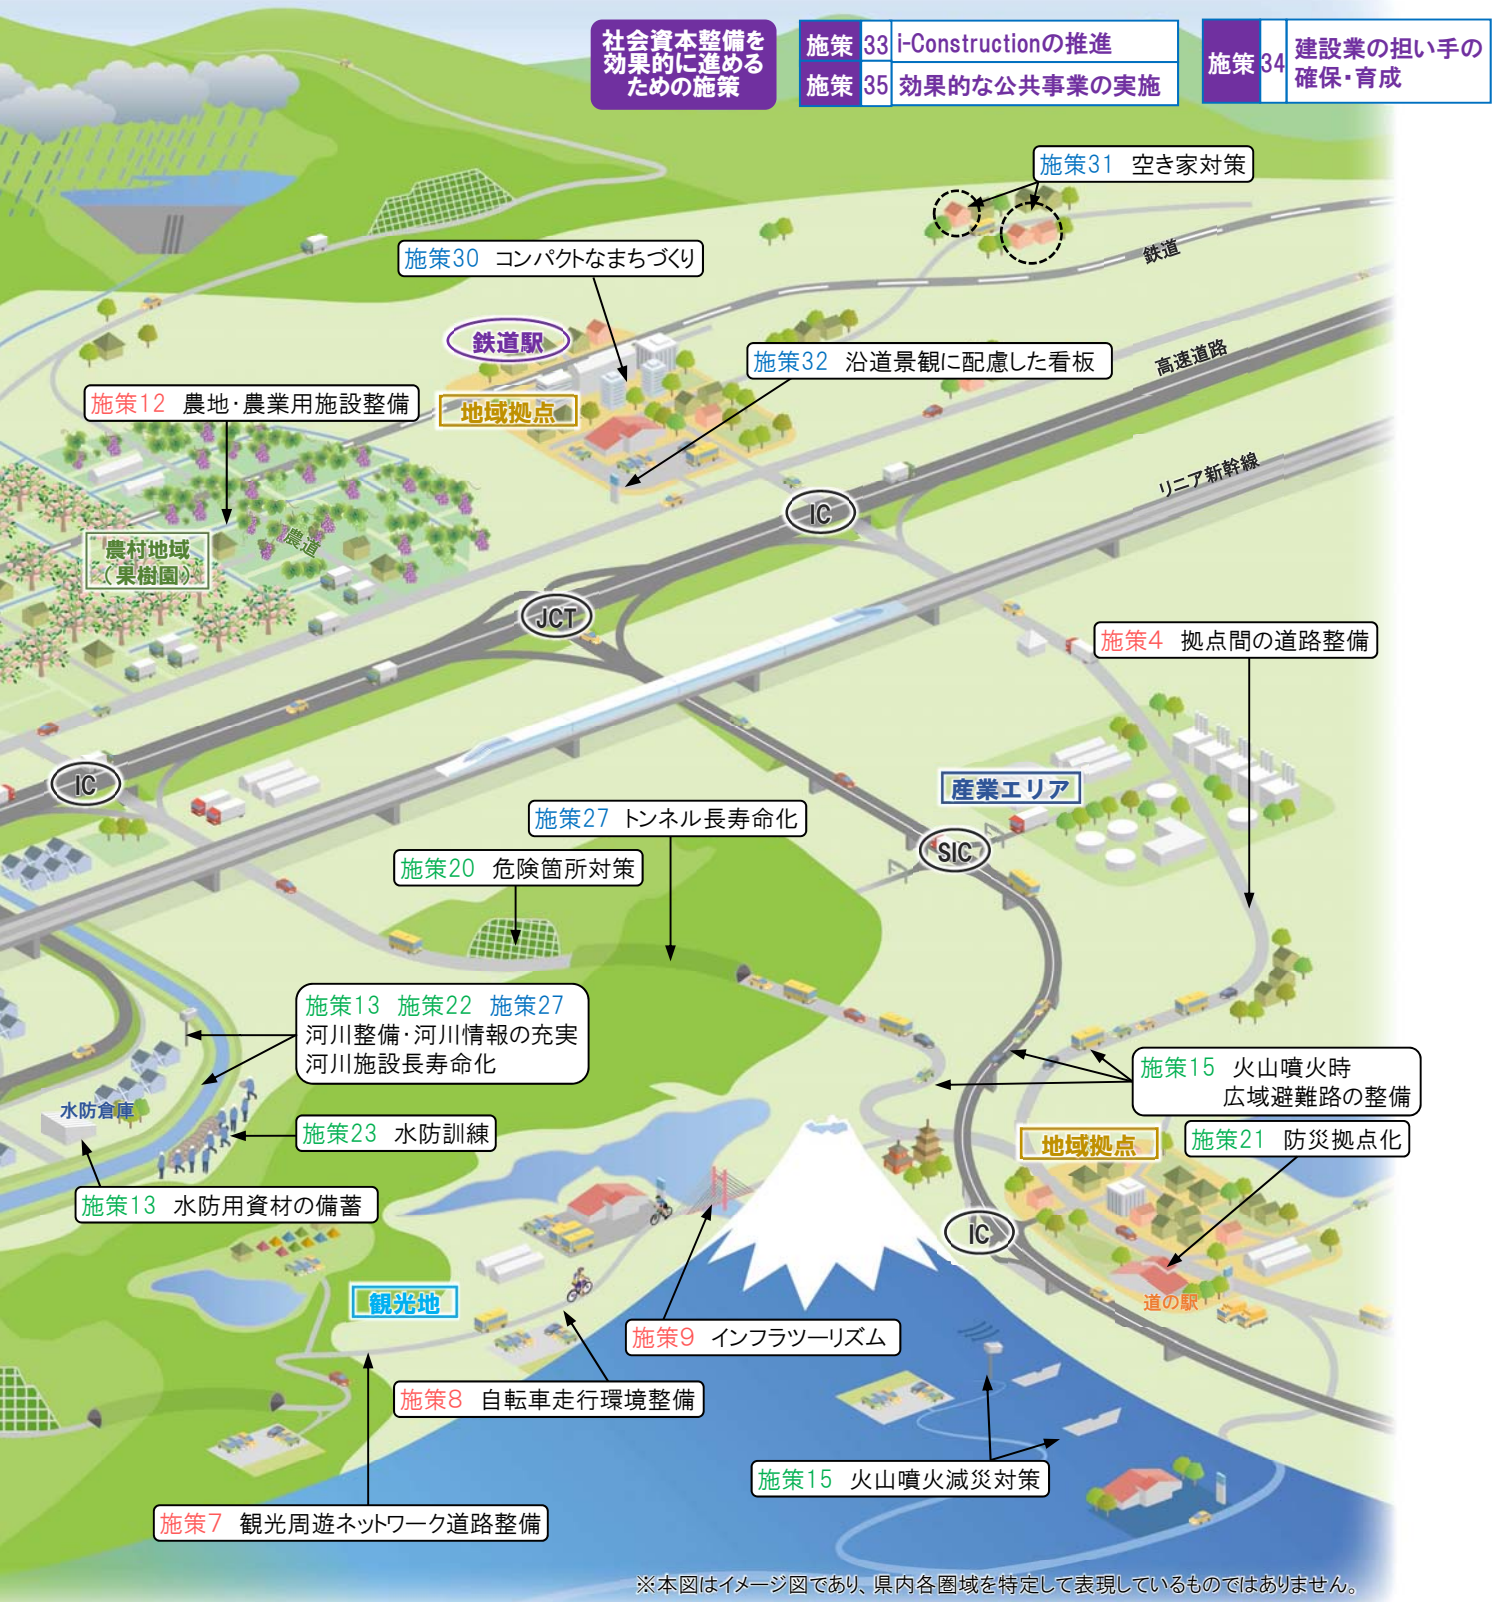 社会資本整備を
効果的に進める
ための施策
施策 33 i-Constructionの推進
施策 35 効果的な公共事業の実施
施策 34 建設業の担い手の
確保・育成
施策31 空き家対策
鉄道
施策30 コンパクトなまちづくり
鉄道駅
施策32 沿道景観に配慮した看板
高速道路
施策12 農地・農業用施設整備
地域拠点
リニア新幹線
IC
農道
農村地域
（果樹園）
JCT
施策4 拠点間の道路整備
IC
産業エリア
施策27 トンネル長寿命化
SIC
施策20 危険箇所対策
施策13 施策22 施策27
河川整備・河川情報の充実
河川施設長寿命化
施策15 火山噴火時
広域避難路の整備
水防倉庫
施策23 水防訓練
地域拠点
施策21 防災拠点化
施策13 水防用資材の備蓄
IC
観光地
道の駅
施策9 インフラツーリズム
施策8 自転車走行環境整備
施策15 火山噴火減災対策
施策7 観光周遊ネットワーク道路整備
※本図はイメージ図であり、県内各圏域を特定して表現しているものではありません。